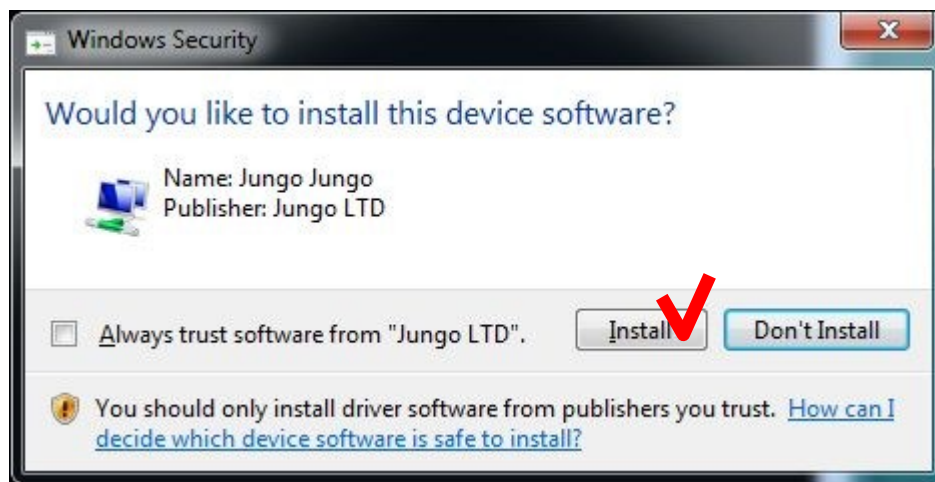 Windows Security
Would you like to install this device software?
Name: Jungo Jungo
Publisher: Jungo LTD
Always trust software from "Jungo LTD".
Install
Don't Install
You should only install driver software from publishers you trust. How can I
decide which device software is safe to install?